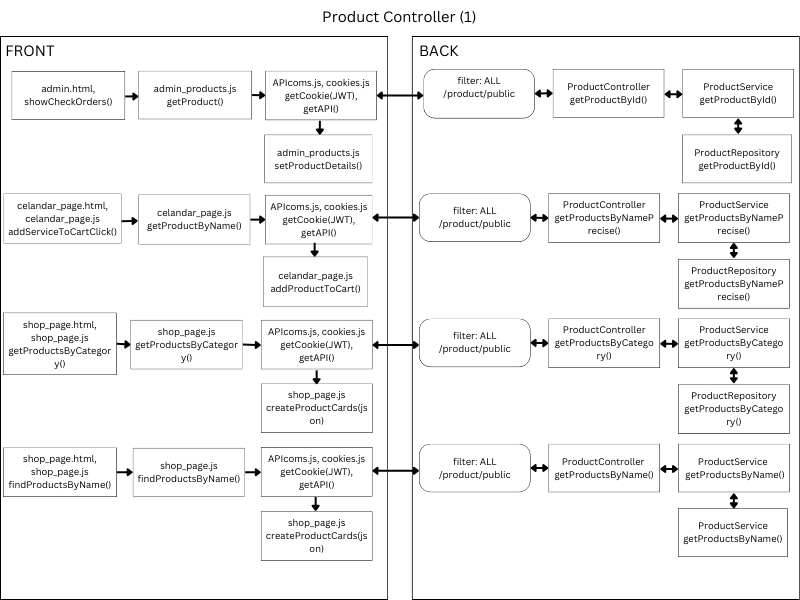 Product Controller (1)
FRONT
admin.html,
showCheckOrders()
admin_products.js
getProduct()
APIcoms.js, cookies.js
getCookie(JWT),
getAPI()
admin_products.js
setProductDetails()
celandar_page.html,
celandar_page.js
addServiceToCartClick()
celandar_page.js
getProductByName()
APIcoms.js, cookies.js
getCookie(JWT),
getAPI()
celandar_page.js
addProductToCart()
shop_page.html,
shop_page.js
getProductsByCategor
y()
shop_page.js
getProductsByCategor
y()
APIcoms.js, cookies.js
getCookie(JWT),
getAPI()
shop_page.js
createProductCards(js
on)
shop_page.html,
shop_page.js
findProductsByName()
shop_page.js
findProductsByName()
APIcoms.js, cookies.js
getCookie(JWT),
getAPI()
shop_page.js
createProductCards(js
on)
BACK
filter: ALL
/product/public
ProductController
getProductById()
ProductService
getProductById()
ProductRepository
getProductById()
filter: ALL
/product/public
ProductController
getProductsByNameP
recise()
ProductService
getProductsByNameP
recise()
ProductRepository
getProductsByNameP
recise()
filter: ALL
/product/public
ProductController
getProductsByCatego
ry()
ProductService
getProductsByCatego
ry()
ProductRepository
getProductsByCatego
ry()
filter: ALL
/product/public
ProductController
getProductsByName()
ProductService
getProductsByName()
ProductService
getProductsByName()